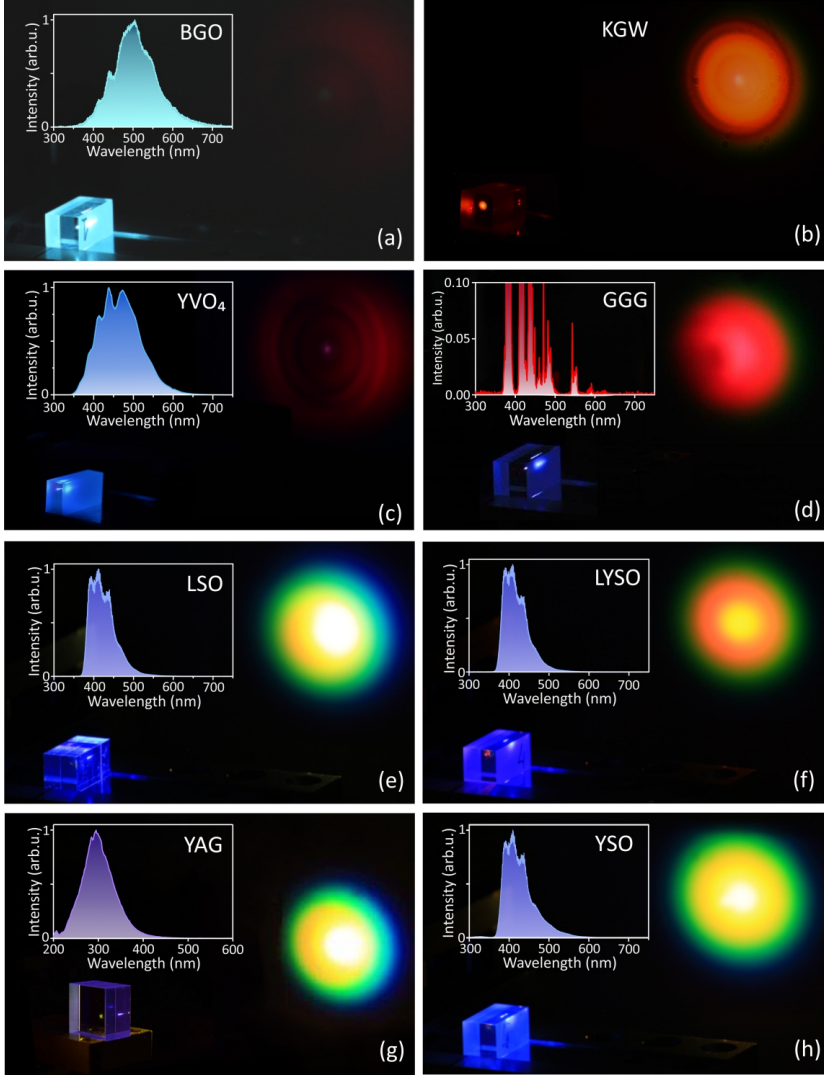 BGO
Intensity (arb.u.)
1
0
300 400 500 600 700
Wavelength (nm)
(a)
KGW
(b)
YVO₄
Intensity (arb.u.)
1
0
300 400 500 600 700
Wavelength (nm)
(c)
GGG
Intensity (arb.u.)
0.10
0.05
0.00
300 400 500 600 700
Wavelength (nm)
(d)
LSO
Intensity (arb.u.)
1
0
300 400 500 600 700
Wavelength (nm)
(e)
LYSO
Intensity (arb.u.)
1
0
300 400 500 600 700
Wavelength (nm)
(f)
YAG
Intensity (arb.u.)
1
0
200 300 400 500 600
Wavelength (nm)
(g)
YSO
Intensity (arb.u.)
1
0
300 400 500 600 700
Wavelength (nm)
(h)